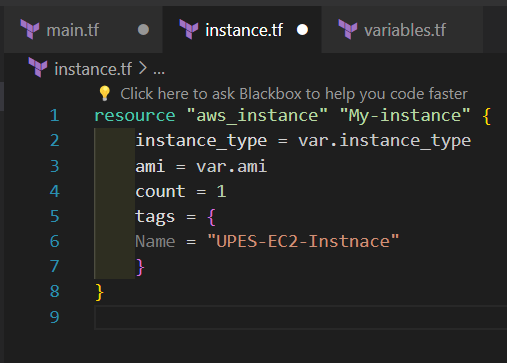 main.tf instance.tf variables.tf
instance.tf > ...
Click here to ask Blackbox to help you code faster
1 resource "aws_instance" "My-instance" {
2 instance_type = var.instance_type
3 ami = var.ami
4 count = 1
5 tags = {
6 Name = "UPES-EC2-Instnace"
7 }
8 }
9